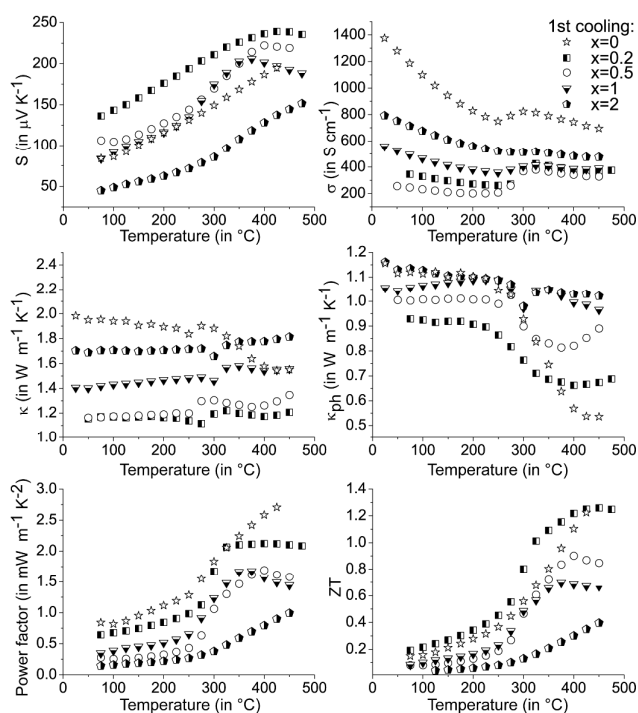 1st cooling:
x=0
x=0.2
x=0.5
x=1
x=2
250
200
150
100
50
S (in µV K⁻¹)
0 100 200 300 400 500
Temperature (in °C)
1400
1200
1000
800
600
400
200
σ (in S cm⁻¹)
0 100 200 300 400 500
Temperature (in °C)
2.4
2.2
2.0
1.8
1.6
1.4
1.2
1.0
κ (in W m⁻¹ K⁻¹)
0 100 200 300 400 500
Temperature (in °C)
1.2
1.1
1.0
0.9
0.8
0.7
0.6
0.5
κph (in W m⁻¹ K⁻¹)
0 100 200 300 400 500
Temperature (in °C)
3.0
2.5
2.0
1.5
1.0
0.5
0.0
Power factor (in mW m⁻¹ K⁻²)
0 100 200 300 400 500
Temperature (in °C)
1.4
1.2
1.0
0.8
0.6
0.4
0.2
ZT
0 100 200 300 400 500
Temperature (in °C)